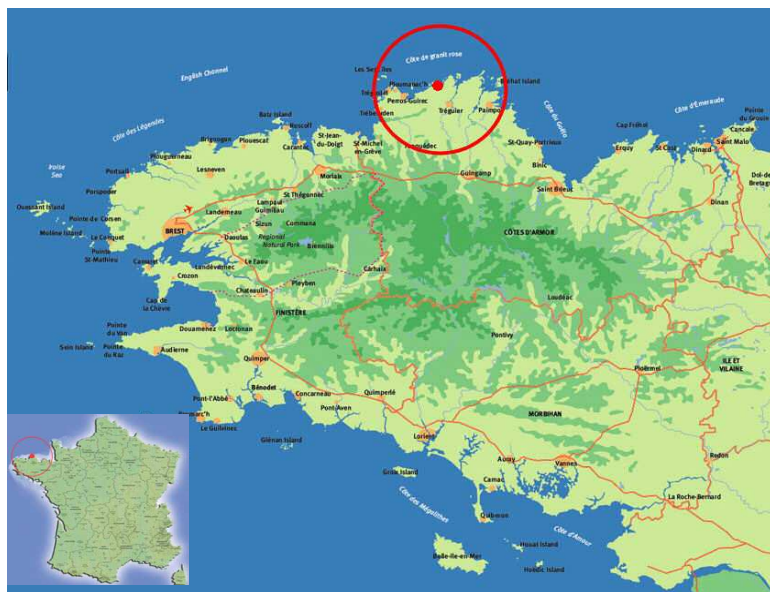 Côte de granit rose
English Channel
Ploumanac'h
Bréhat Island
Perros-Guirec
Tréguier
Trébeurden
Côte du Goëlo
Côte d'Émeraude
Pointe
du Grouin
Cap Fréhel
Cancale
Saint Malo
Batz Island
Roscoff
Côte des Légendes
St-Jean-
du-Doigt
St-Michel
en-Grève
St-Quay-Portrieux
Erquy
St Cast
Dinard
Brignogan
Plouescat
Carantec
Plouguerneau
Binic
Iroise
Sea
Portsall
Lesneven
Morlaix
Guingamp
Saint Brieuc
Dol-de
Bretagne
Porspoder
St Thégonnec
Dinan
Ouessant Island
Landerneau
Lampaul
Guimiliau
Pointe de Corsen
Sizun
Commana
Molène Island
Le Conquet
BREST
Daoulas
Regional
Natural Park
Brennilis
CÔTES D'ARMOR
Pointe
St Mathieu
Camaret
Landévennec
Le Faou
Carhaix
Crozon
Pleyben
Chateaulin
Loudéac
Cap de
la Chèvre
FINISTÈRE
Pointe
du Van
Douarnenez
Locronan
Pontivy
Sein Island
Pointe
du Raz
Audierne
Quimper
Ploërmel
ILE ET
VILAINE
Bénodet
Concarneau
Quimperlé
Pont-l'Abbé
Pont Aven
MORBIHAN
Le Guilvinec
Lorient
Glénan Island
Auray
Vannes
Redon
Groix Island
Carnac
La Roche-Bernard
Côte des Mégalithes
Quiberon
Côte d'Amour
Houat Island
Belle-Ile-en-Mer
Hoëdic Island